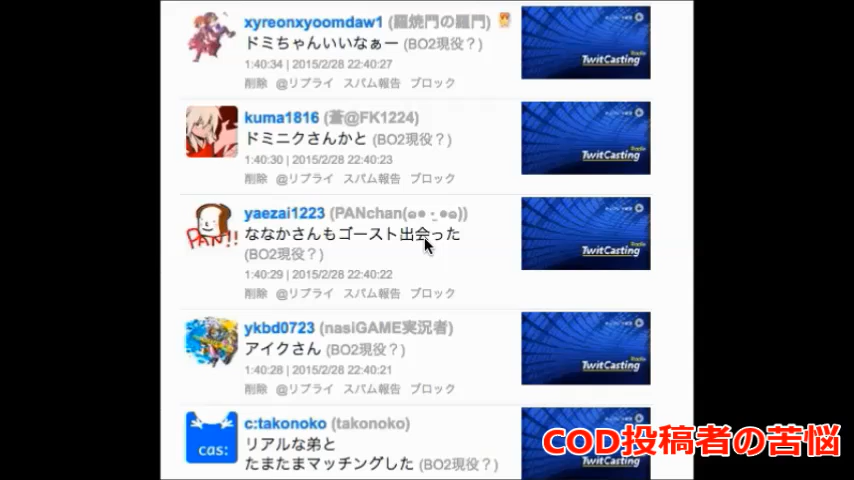 xyreonxyoomdaw1 (羅焼門の羅門)
ドミちゃんいいなぁー (BO2現役？)
1:40:34 | 2015/2/28 22:40:27
削除 @リプライ スパム報告 ブロック
TwitCasting
kuma1816 (蒼@FK1224)
ドミニクさんかと (BO2現役？)
1:40:30 | 2015/2/28 22:40:23
削除 @リプライ スパム報告 ブロック
TwitCasting
yaezai1223 (PANchan(๑• ̫ •๑))
PAN!!
ななかさんもゴースト出会った
(BO2現役？)
1:40:29 | 2015/2/28 22:40:22
削除 @リプライ スパム報告 ブロック
TwitCasting
ykbd0723 (nasiGAME実況者)
アイクさん (BO2現役？)
1:40:28 | 2015/2/28 22:40:21
削除 @リプライ スパム報告 ブロック
TwitCasting
c:takonoko (takonoko)
cas:
リアルな弟と
たまたまマッチングした (BO2現役？)
TwitCasting
COD投稿者の苦悩